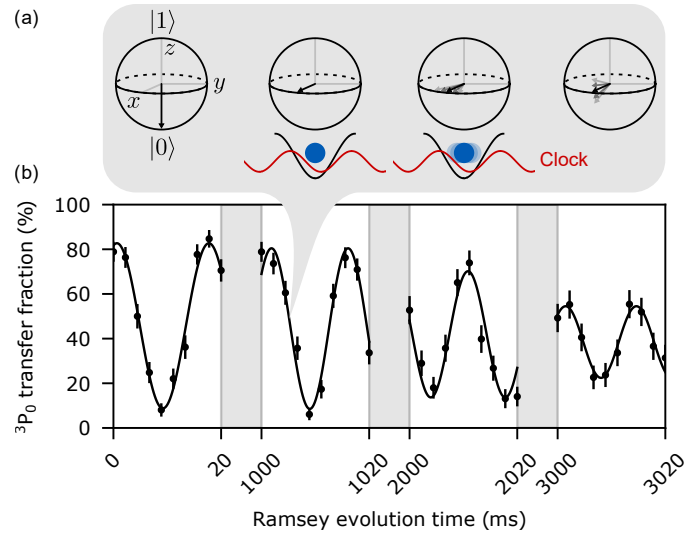 (a)
|1⟩
z
y
x
|0⟩
Clock
(b)
100
80
60
40
20
0
³P₀ transfer fraction (%)
0
20
1000
1020
2000
2020
3000
3020
Ramsey evolution time (ms)